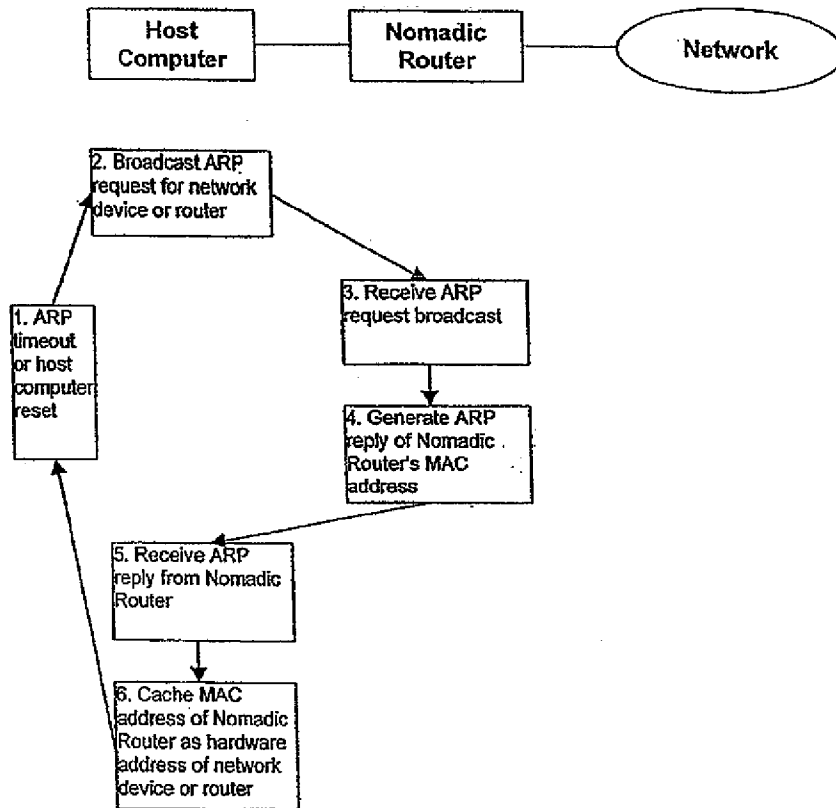 Host
Computer
Nomadic
Router
Network
2. Broadcast ARP
request for network
device or router
3. Receive ARP
request broadcast
1. ARP
timeout
or host
computer
reset
4. Generate ARP
reply of Nomadic
Router's MAC
address
5. Receive ARP
reply from Nomadic
Router
6. Cache MAC
address of Nomadic
Router as hardware
address of network
device or router